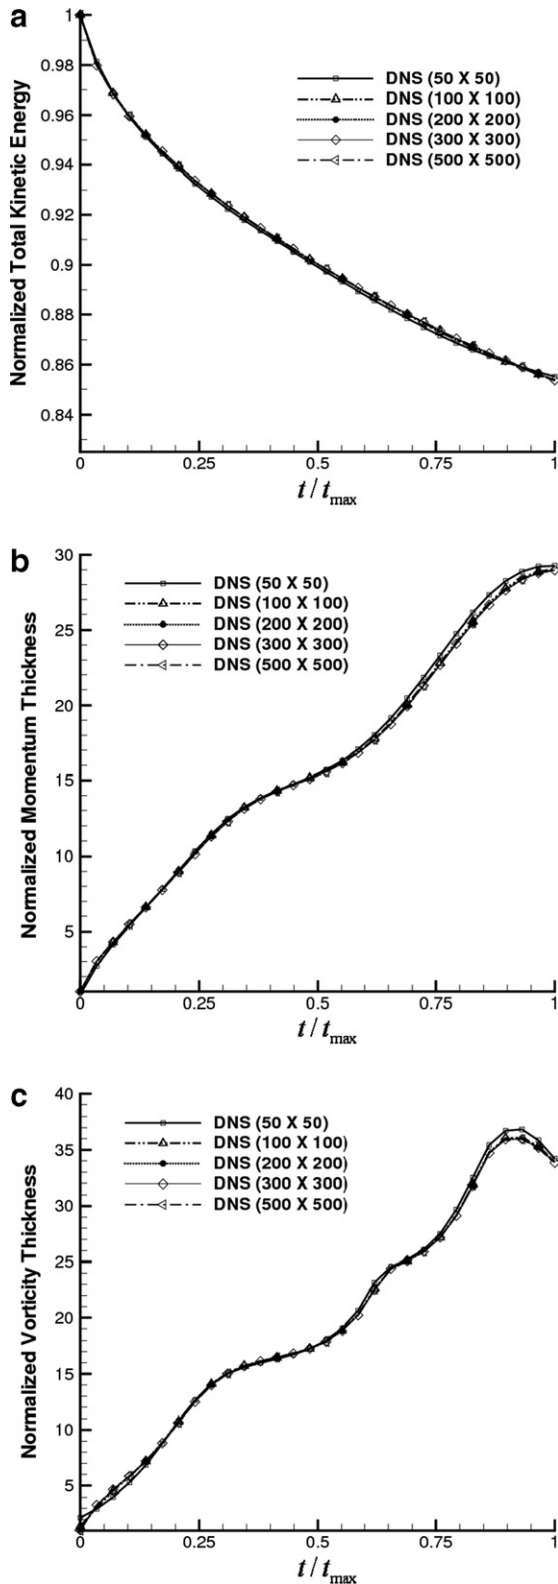 a
1
0.98
0.96
0.94
0.92
0.9
0.88
0.86
0.84
Normalized Total Kinetic Energy
DNS (50 X 50)
DNS (100 X 100)
DNS (200 X 200)
DNS (300 X 300)
DNS (500 X 500)
0 0.25 0.5 0.75 1
t / tmax
b
30
25
20
15
10
5
Normalized Momentum Thickness
DNS (50 X 50)
DNS (100 X 100)
DNS (200 X 200)
DNS (300 X 300)
DNS (500 X 500)
0 0.25 0.5 0.75 1
t / tmax
c
40
35
30
25
20
15
10
5
Normalized Vorticity Thickness
DNS (50 X 50)
DNS (100 X 100)
DNS (200 X 200)
DNS (300 X 300)
DNS (500 X 500)
0 0.25 0.5 0.75 1
t / tmax